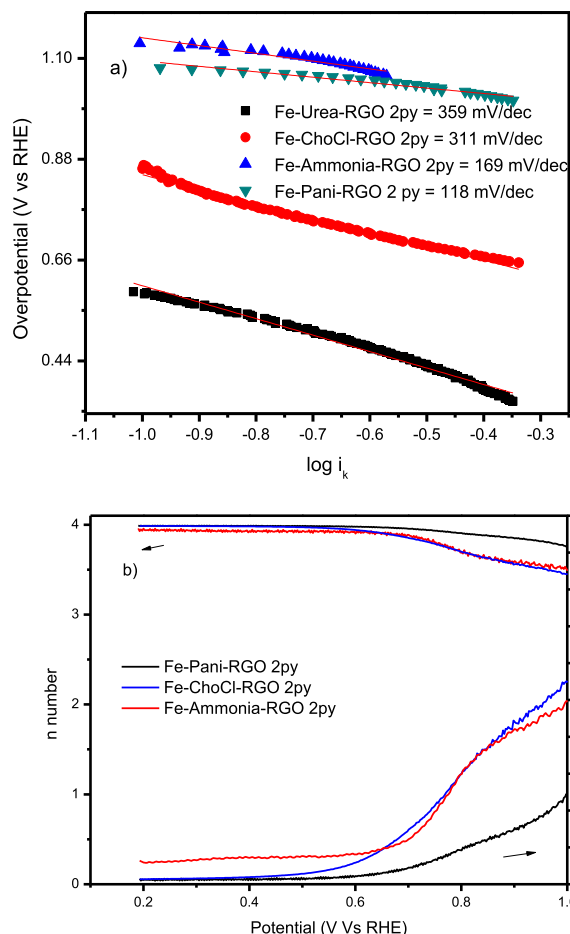 a)
1.10
0.88
0.66
0.44
Overpotential (V vs RHE)
Fe-Urea-RGO 2py = 359 mV/dec
Fe-ChoCl-RGO 2py = 311 mV/dec
Fe-Ammonia-RGO 2py = 169 mV/dec
Fe-Pani-RGO 2 py = 118 mV/dec
-1.1 -1.0 -0.9 -0.8 -0.7 -0.6 -0.5 -0.4 -0.3
log i_k
b)
4
3
2
1
0
n number
Fe-Pani-RGO 2py
Fe-ChoCl-RGO 2py
Fe-Ammonia-RGO 2py
0.2 0.4 0.6 0.8 1.0
Potential (V Vs RHE)